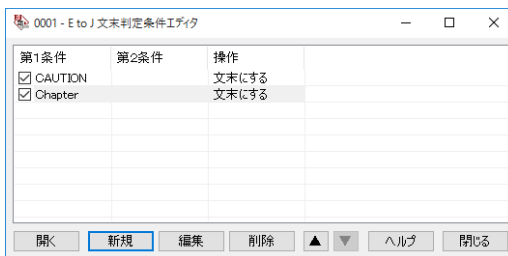 0001 - E to J 文末判定条件エディタ
第1条件 第2条件 操作
CAUTION 文末にする
Chapter 文末にする
開く 新規 編集 削除 ▲ ▼ ヘルプ 閉じる